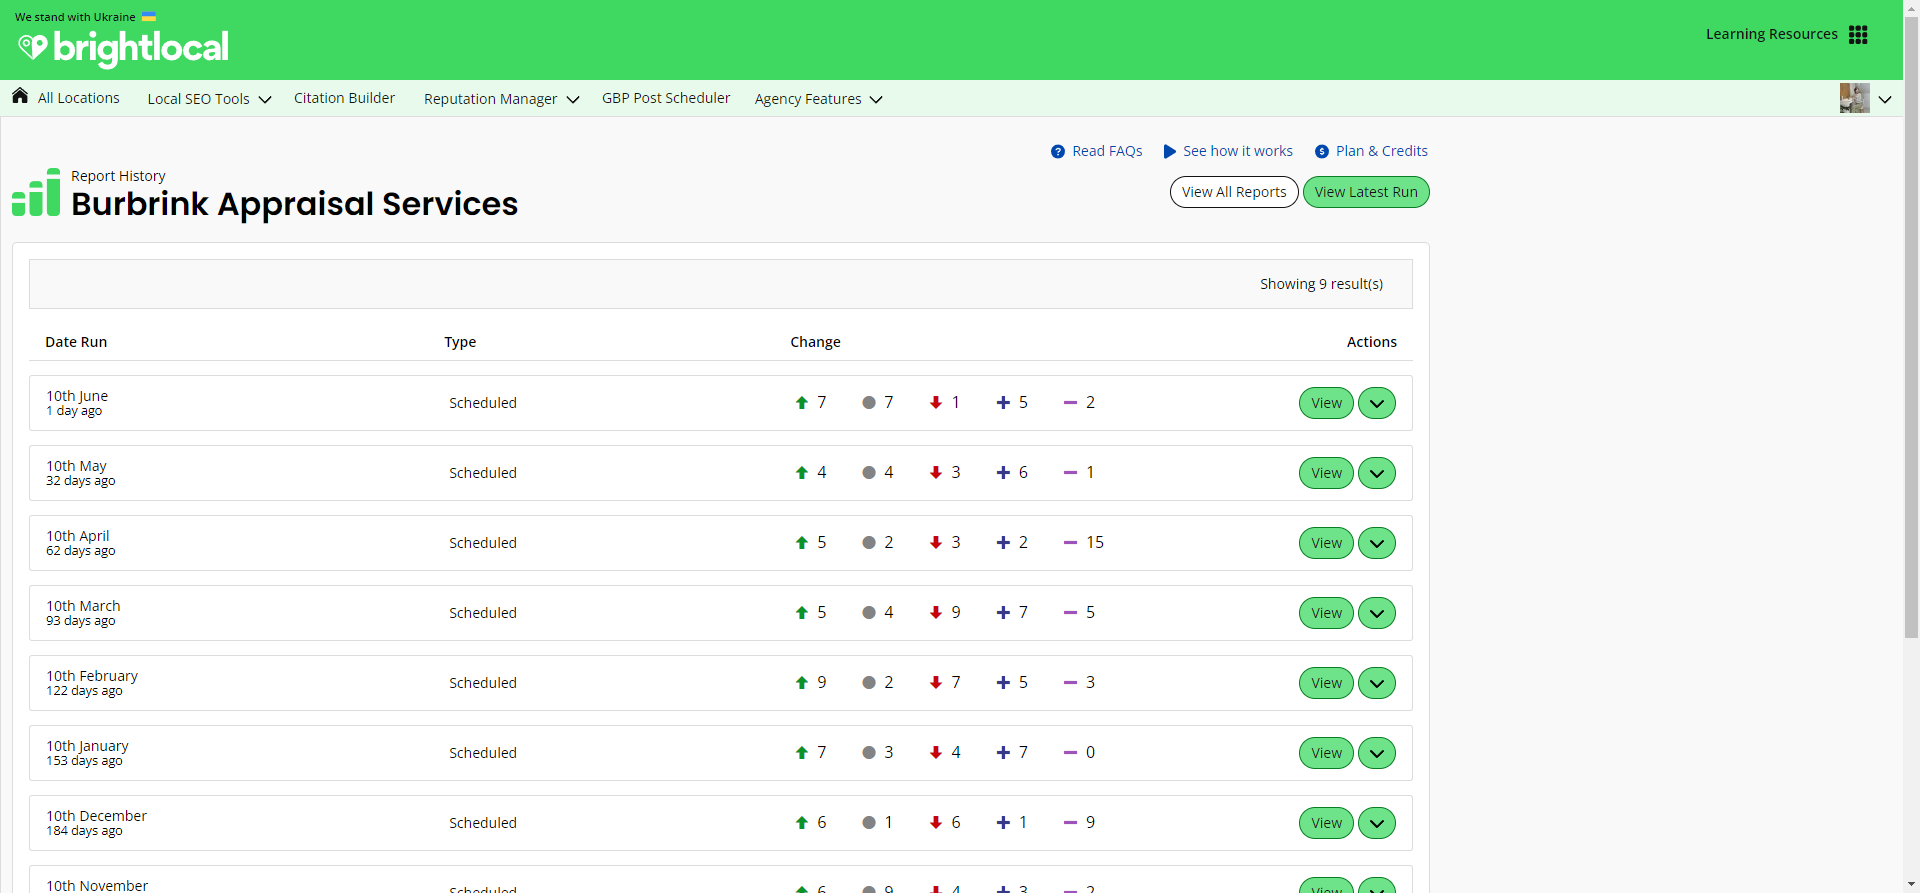 We stand with Ukraine
brightlocal
Learning Resources
All Locations Local SEO Tools Citation Builder Reputation Manager GBP Post Scheduler Agency Features
Read FAQs See how it works Plan & Credits
Report History
Burbrink Appraisal Services
View All Reports View Latest Run
Showing 9 result(s)
Date Run Type Change Actions
10th June
1 day ago
Scheduled 7 7 1 5 2 View
10th May
32 days ago
Scheduled 4 4 3 6 1 View
10th April
62 days ago
Scheduled 5 2 3 2 15 View
10th March
93 days ago
Scheduled 5 4 9 7 5 View
10th February
122 days ago
Scheduled 9 2 7 5 3 View
10th January
153 days ago
Scheduled 7 3 4 7 0 View
10th December
184 days ago
Scheduled 6 1 6 1 9 View
10th November
Scheduled 6 9 4 3 2 View